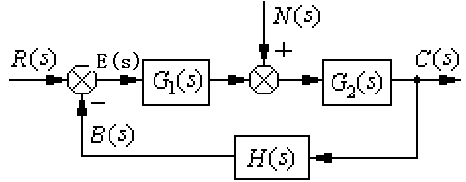 N(s)
R(s) − E(s) G₁(s) + G₂(s) C(s)
−
B(s)
H(s)